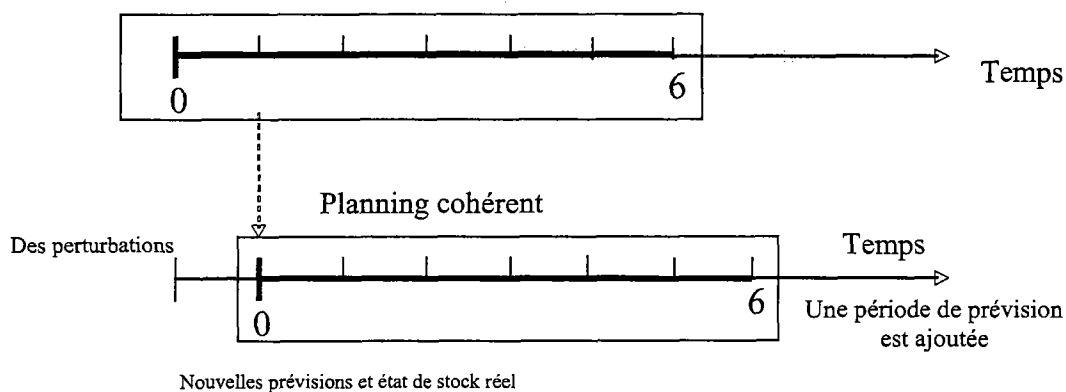 0
6
Temps
Planning cohérent
Des perturbations
Temps
0
6
Une période de prévision
est ajoutée
Nouvelles prévisions et état de stock réel